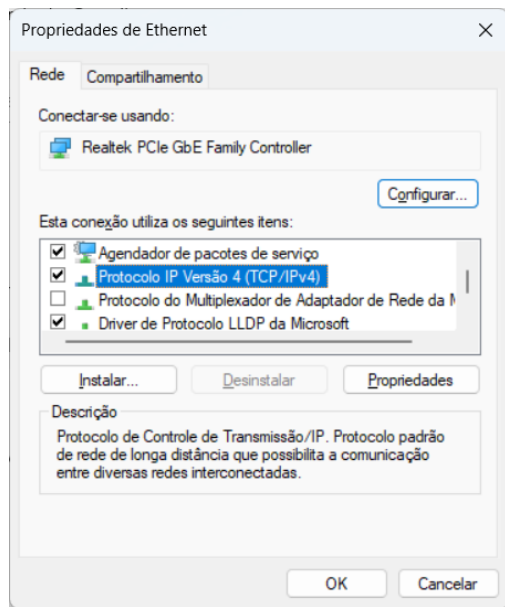 Propriedades de Ethernet
Rede
Compartilhamento
Conectar-se usando:
Realtek PCIe GbE Family Controller
Configurar...
Esta conexão utiliza os seguintes itens:
Agendador de pacotes de serviço
Protocolo IP Versão 4 (TCP/IPv4)
Protocolo do Multiplexador de Adaptador de Rede da
Driver de Protocolo LLDP da Microsoft
Instalar...
Desinstalar
Propriedades
Descrição
Protocolo de Controle de Transmissão/IP. Protocolo padrão
de rede de longa distância que possibilita a comunicação
entre diversas redes interconectadas.
OK
Cancelar